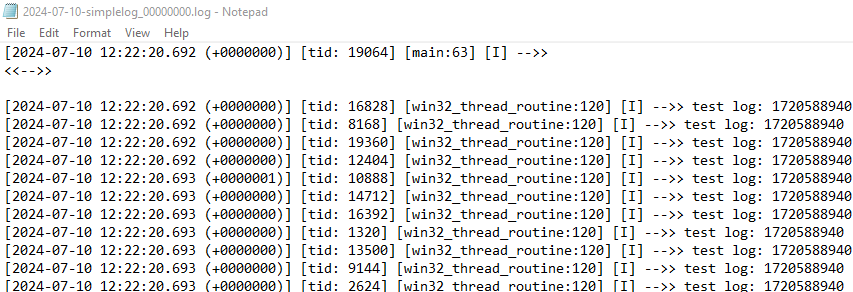 2024-07-10-simplelog_00000000.log - Notepad
File Edit Format View Help
[2024-07-10 12:22:20.692 (+0000000)] [tid: 19064] [main:63] [I] -->>
<<-->>
[2024-07-10 12:22:20.692 (+0000000)] [tid: 16828] [win32_thread_routine:120] [I] -->> test log: 1720588940
[2024-07-10 12:22:20.692 (+0000000)] [tid: 8168] [win32_thread_routine:120] [I] -->> test log: 1720588940
[2024-07-10 12:22:20.692 (+0000000)] [tid: 19360] [win32_thread_routine:120] [I] -->> test log: 1720588940
[2024-07-10 12:22:20.692 (+0000000)] [tid: 12404] [win32_thread_routine:120] [I] -->> test log: 1720588940
[2024-07-10 12:22:20.693 (+0000001)] [tid: 10888] [win32_thread_routine:120] [I] -->> test log: 1720588940
[2024-07-10 12:22:20.693 (+0000000)] [tid: 14712] [win32_thread_routine:120] [I] -->> test log: 1720588940
[2024-07-10 12:22:20.693 (+0000000)] [tid: 16392] [win32_thread_routine:120] [I] -->> test log: 1720588940
[2024-07-10 12:22:20.693 (+0000000)] [tid: 1320] [win32_thread_routine:120] [I] -->> test log: 1720588940
[2024-07-10 12:22:20.693 (+0000000)] [tid: 13500] [win32_thread_routine:120] [I] -->> test log: 1720588940
[2024-07-10 12:22:20.693 (+0000000)] [tid: 9144] [win32_thread_routine:120] [I] -->> test log: 1720588940
[2024-07-10 12:22:20.693 (+0000000)] [tid: 2624] [win32_thread_routine:120] [I] -->> test log: 1720588940